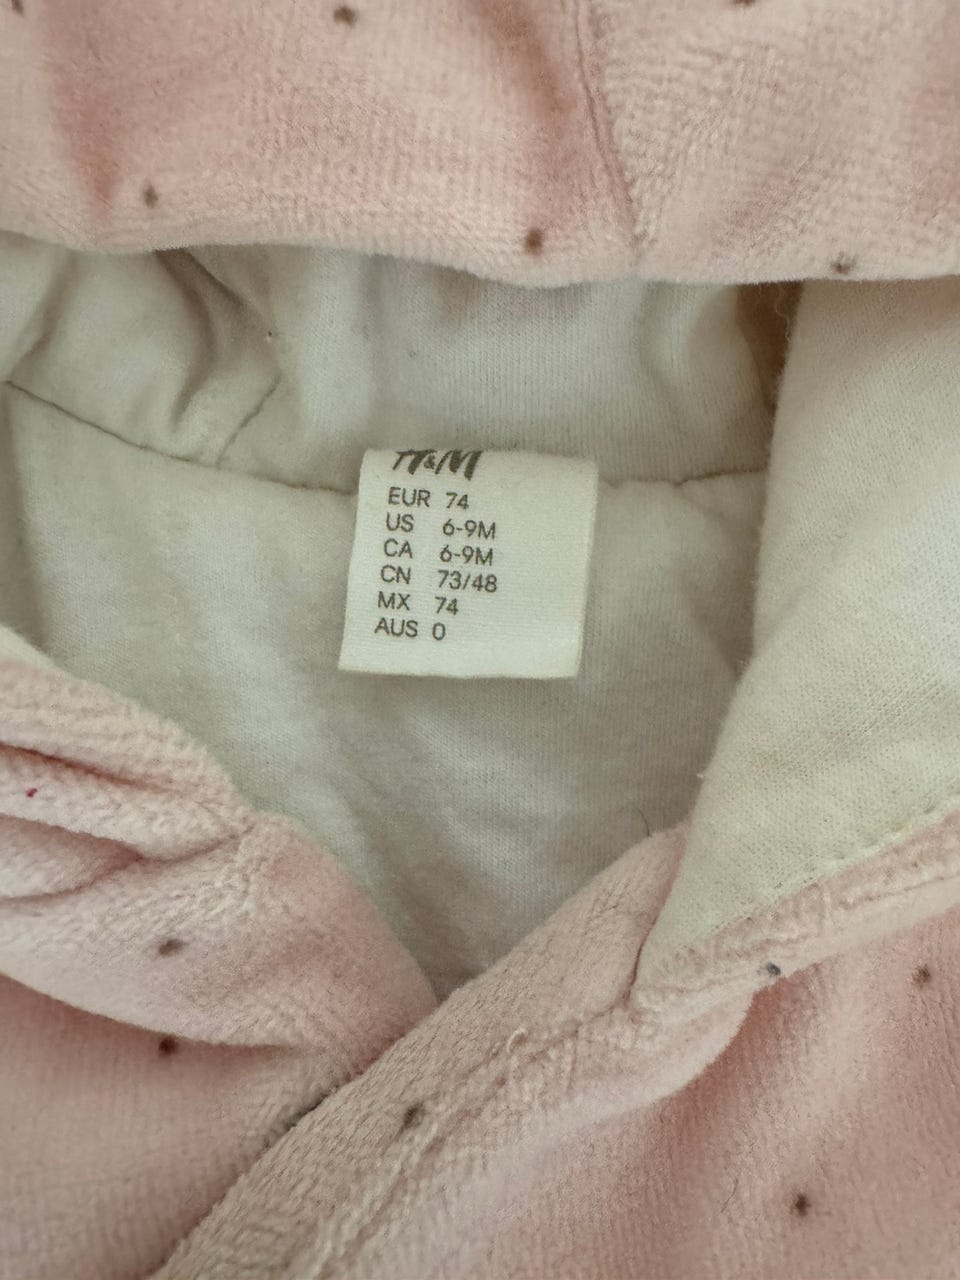 H&M
EUR 74
US 6-9M
CA 6-9M
CN 73/48
MX 74
AUS 0